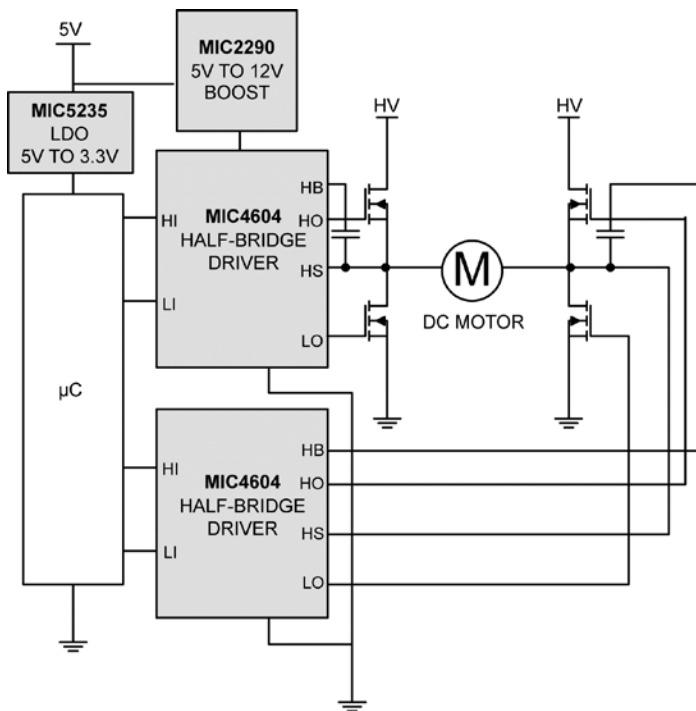 5V
MIC2290
5V TO 12V
BOOST
MIC5235
LDO
5V TO 3.3V
HV
HV
HB
HI
MIC4604
HO
HALF-BRIDGE
DRIVER
HS
M
LI
DC MOTOR
LO
µC
HB
HI
MIC4604
HO
HALF-BRIDGE
DRIVER
HS
LI
LO